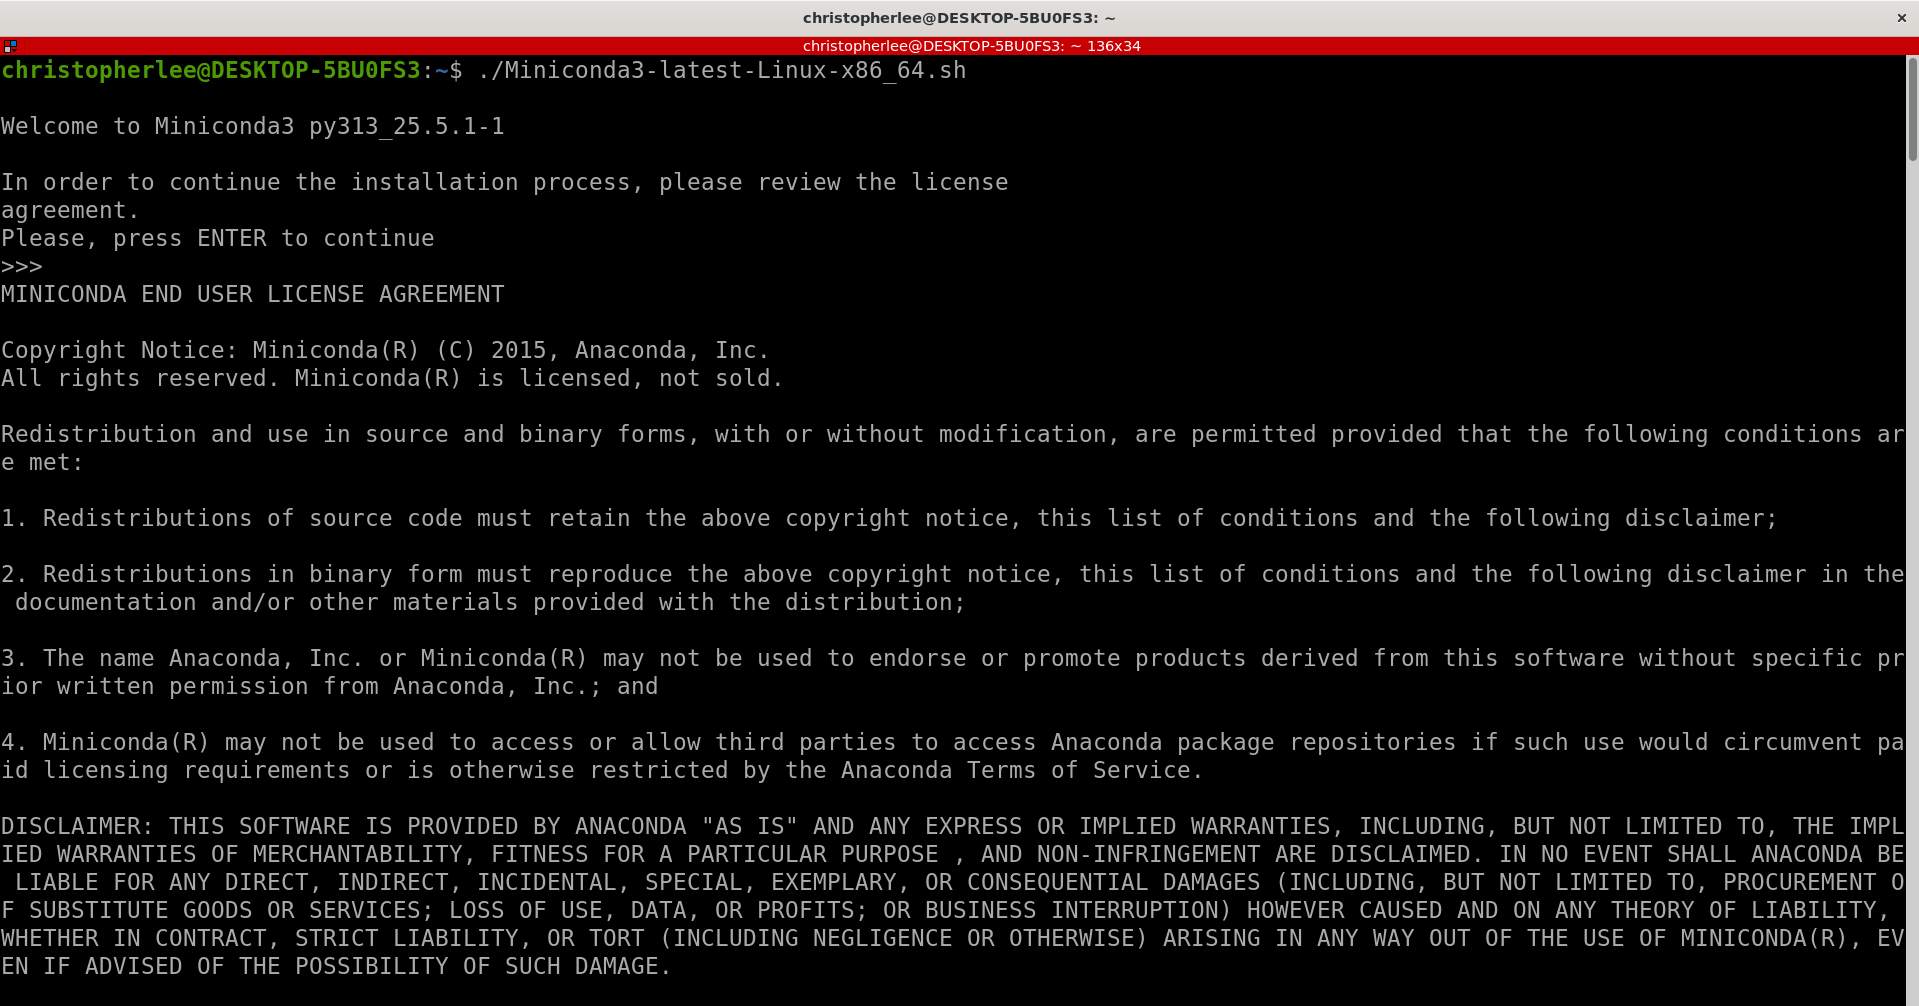 christopherlee@DESKTOP-5BU0FS3: ~
×
christopherlee@DESKTOP-5BU0FS3: ~ 136x34
christopherlee@DESKTOP-5BU0FS3:~$ ./Miniconda3-latest-Linux-x86_64.sh
Welcome to Miniconda3 py313_25.5.1-1
In order to continue the installation process, please review the license
agreement.
Please, press ENTER to continue
>>>
MINICONDA END USER LICENSE AGREEMENT
Copyright Notice: Miniconda(R) (C) 2015, Anaconda, Inc.
All rights reserved. Miniconda(R) is licensed, not sold.
Redistribution and use in source and binary forms, with or without modification, are permitted provided that the following conditions ar
e met:
1. Redistributions of source code must retain the above copyright notice, this list of conditions and the following disclaimer;
2. Redistributions in binary form must reproduce the above copyright notice, this list of conditions and the following disclaimer in the
 documentation and/or other materials provided with the distribution;
3. The name Anaconda, Inc. or Miniconda(R) may not be used to endorse or promote products derived from this software without specific pr
ior written permission from Anaconda, Inc.; and
4. Miniconda(R) may not be used to access or allow third parties to access Anaconda package repositories if such use would circumvent pa
id licensing requirements or is otherwise restricted by the Anaconda Terms of Service.
DISCLAIMER: THIS SOFTWARE IS PROVIDED BY ANACONDA "AS IS" AND ANY EXPRESS OR IMPLIED WARRANTIES, INCLUDING, BUT NOT LIMITED TO, THE IMPL
IED WARRANTIES OF MERCHANTABILITY, FITNESS FOR A PARTICULAR PURPOSE , AND NON-INFRINGEMENT ARE DISCLAIMED. IN NO EVENT SHALL ANACONDA BE
 LIABLE FOR ANY DIRECT, INDIRECT, INCIDENTAL, SPECIAL, EXEMPLARY, OR CONSEQUENTIAL DAMAGES (INCLUDING, BUT NOT LIMITED TO, PROCUREMENT O
F SUBSTITUTE GOODS OR SERVICES; LOSS OF USE, DATA, OR PROFITS; OR BUSINESS INTERRUPTION) HOWEVER CAUSED AND ON ANY THEORY OF LIABILITY,
WHETHER IN CONTRACT, STRICT LIABILITY, OR TORT (INCLUDING NEGLIGENCE OR OTHERWISE) ARISING IN ANY WAY OUT OF THE USE OF MINICONDA(R), EV
EN IF ADVISED OF THE POSSIBILITY OF SUCH DAMAGE.